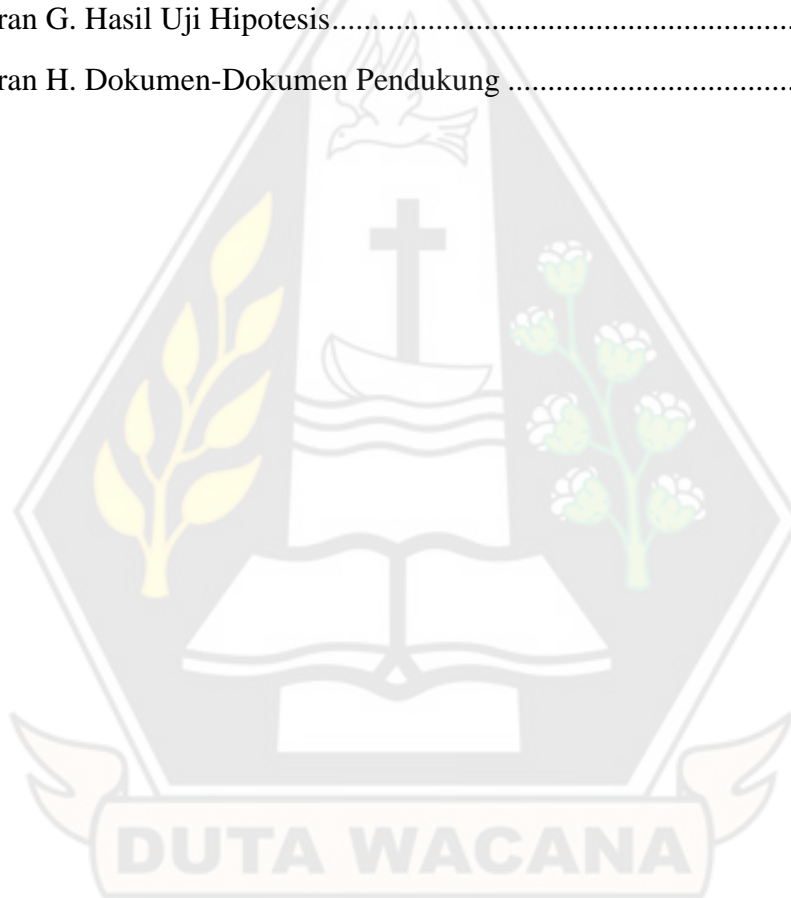 ran G. Hasil Uji Hipotesis..........................................................
ran H. Dokumen-Dokumen Pendukung ...................................
DUTA WACANA